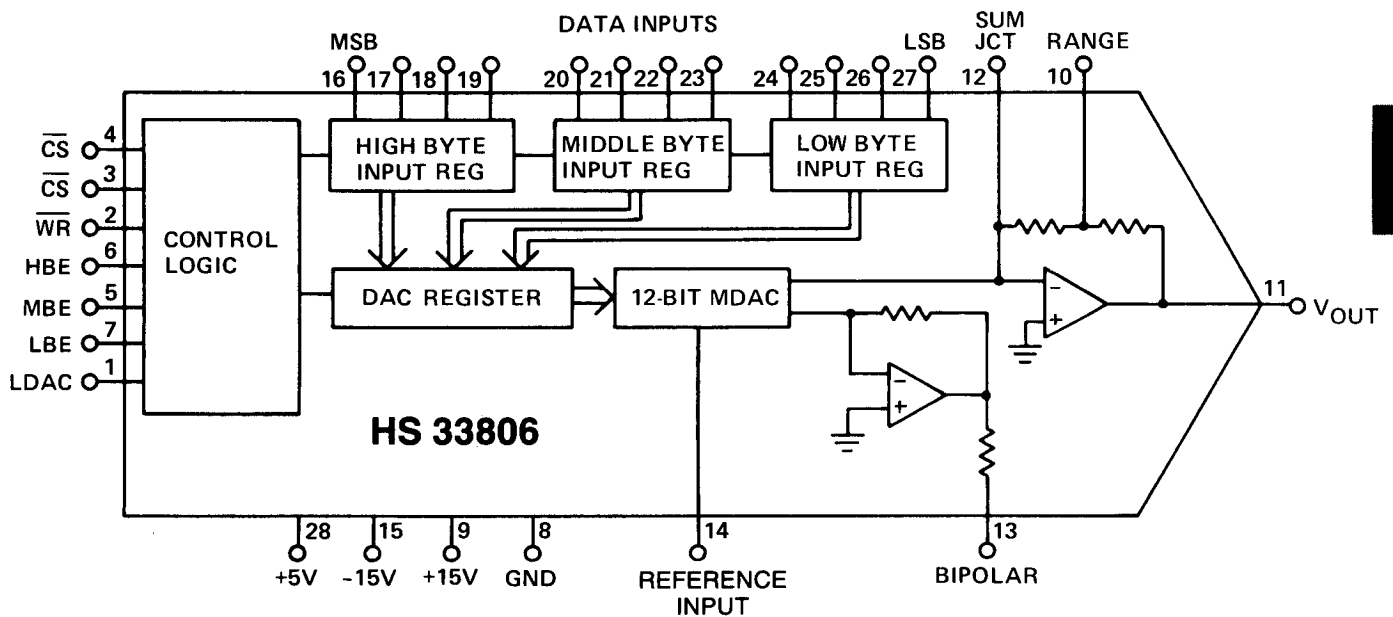 DATA INPUTS
SUM
JCT
RANGE
MSB
LSB
16 17 18 19 20 21 22 23 24 25 26 27 12 10
HIGH BYTE
INPUT REG
MIDDLE BYTE
INPUT REG
LOW BYTE
INPUT REG
C̅S̅ 4
C̅S̅ 3
W̅R̅ 2
HBE 6
MBE 5
LBE 7
LDAC 1
CONTROL
LOGIC
DAC REGISTER
12-BIT MDAC
-
+
11
VOUT
-
+
HS 33806
28 15 9 8 14 13
+5V -15V +15V GND
REFERENCE
INPUT
BIPOLAR